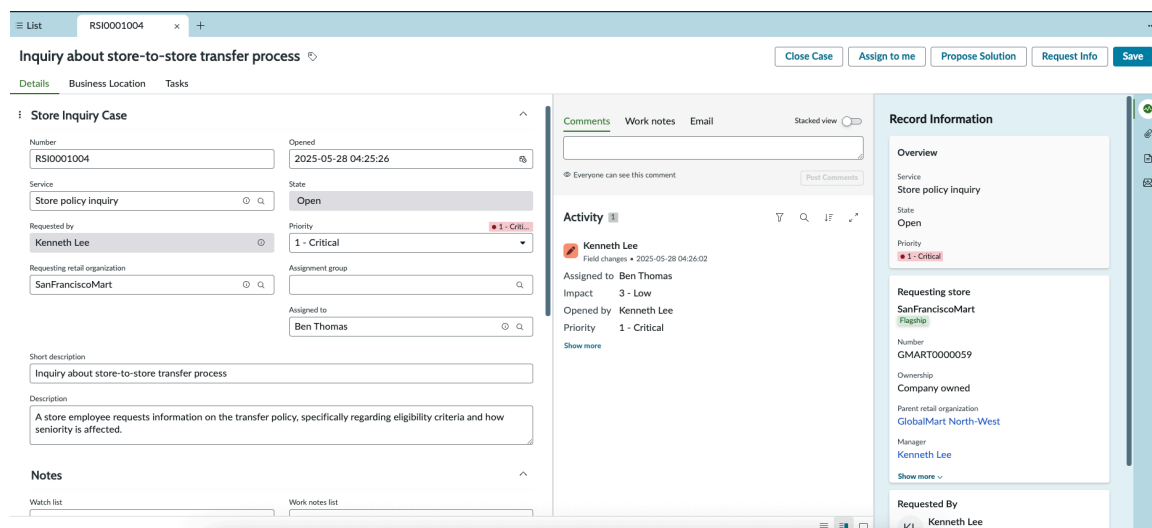 List
RSI0001004
Inquiry about store-to-store transfer process
Close Case
Assign to me
Propose Solution
Request Info
Save
Details
Business Location
Tasks
Store Inquiry Case
Number
RSI0001004
Opened
2025-05-28 04:25:26
Service
Store policy inquiry
State
Open
Requested by
Kenneth Lee
Priority
1 - Criti...
1 - Critical
Requesting retail organization
SanFranciscoMart
Assignment group
Assigned to
Ben Thomas
Short description
Inquiry about store-to-store transfer process
Description
A store employee requests information on the transfer policy, specifically regarding eligibility criteria and how
seniority is affected.
Notes
Watch list
Work notes list
Comments
Work notes
Email
Stacked view
Everyone can see this comment
Post Comments
Activity 1
Kenneth Lee
Field changes • 2025-05-28 04:26:02
Assigned to Ben Thomas
Impact 3 - Low
Opened by Kenneth Lee
Priority 1 - Critical
Show more
Record Information
Overview
Service
Store policy inquiry
State
Open
Priority
1 - Critical
Requesting store
SanFranciscoMart
Flagship
Number
GMART0000059
Ownership
Company owned
Parent retail organization
GlobalMart North-West
Manager
Kenneth Lee
Show more
Requested By
KL
Kenneth Lee